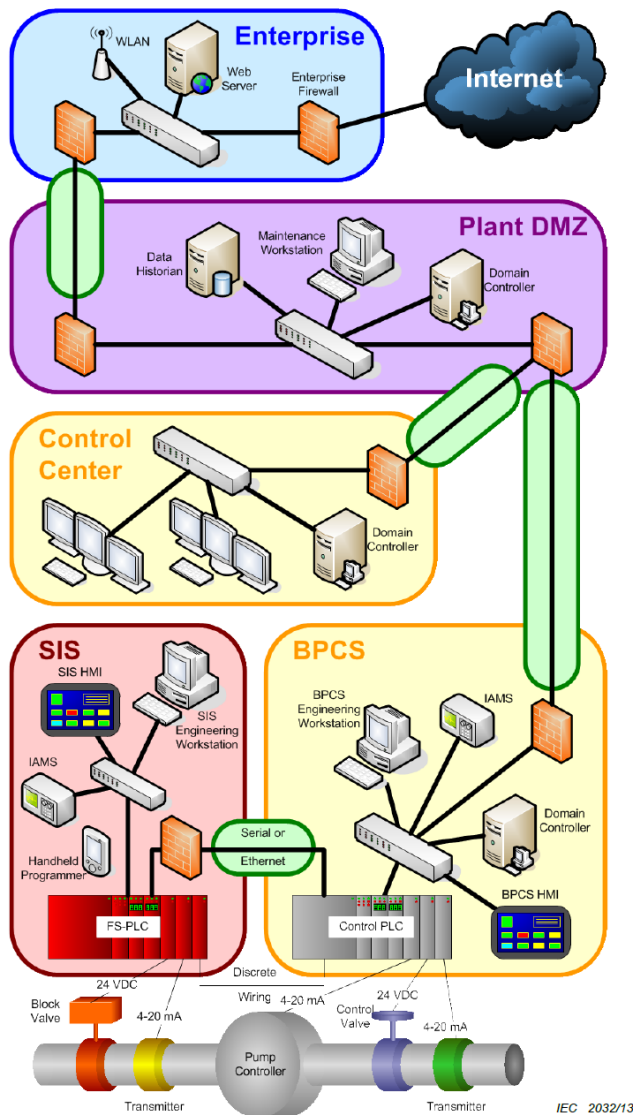 Enterprise
WLAN
Web
Server
Enterprise
Firewall
Internet
Plant DMZ
Data
Historian
Maintenance
Workstation
Domain
Controller
Control
Center
Domain
Controller
SIS
SIS HMI
SIS
Engineering
Workstation
IAMS
Handheld
Programmer
FS-PLC
Serial or
Ethernet
BPCS
BPCS
Engineering
Workstation
IAMS
Domain
Controller
BPCS HMI
Control PLC
Discrete
Wiring
24 VDC
Block
Valve
4-20 mA
Transmitter
4-20 mA
Pump
Controller
24 VDC
Control
Valve
4-20 mA
Transmitter
IEC 2032/13